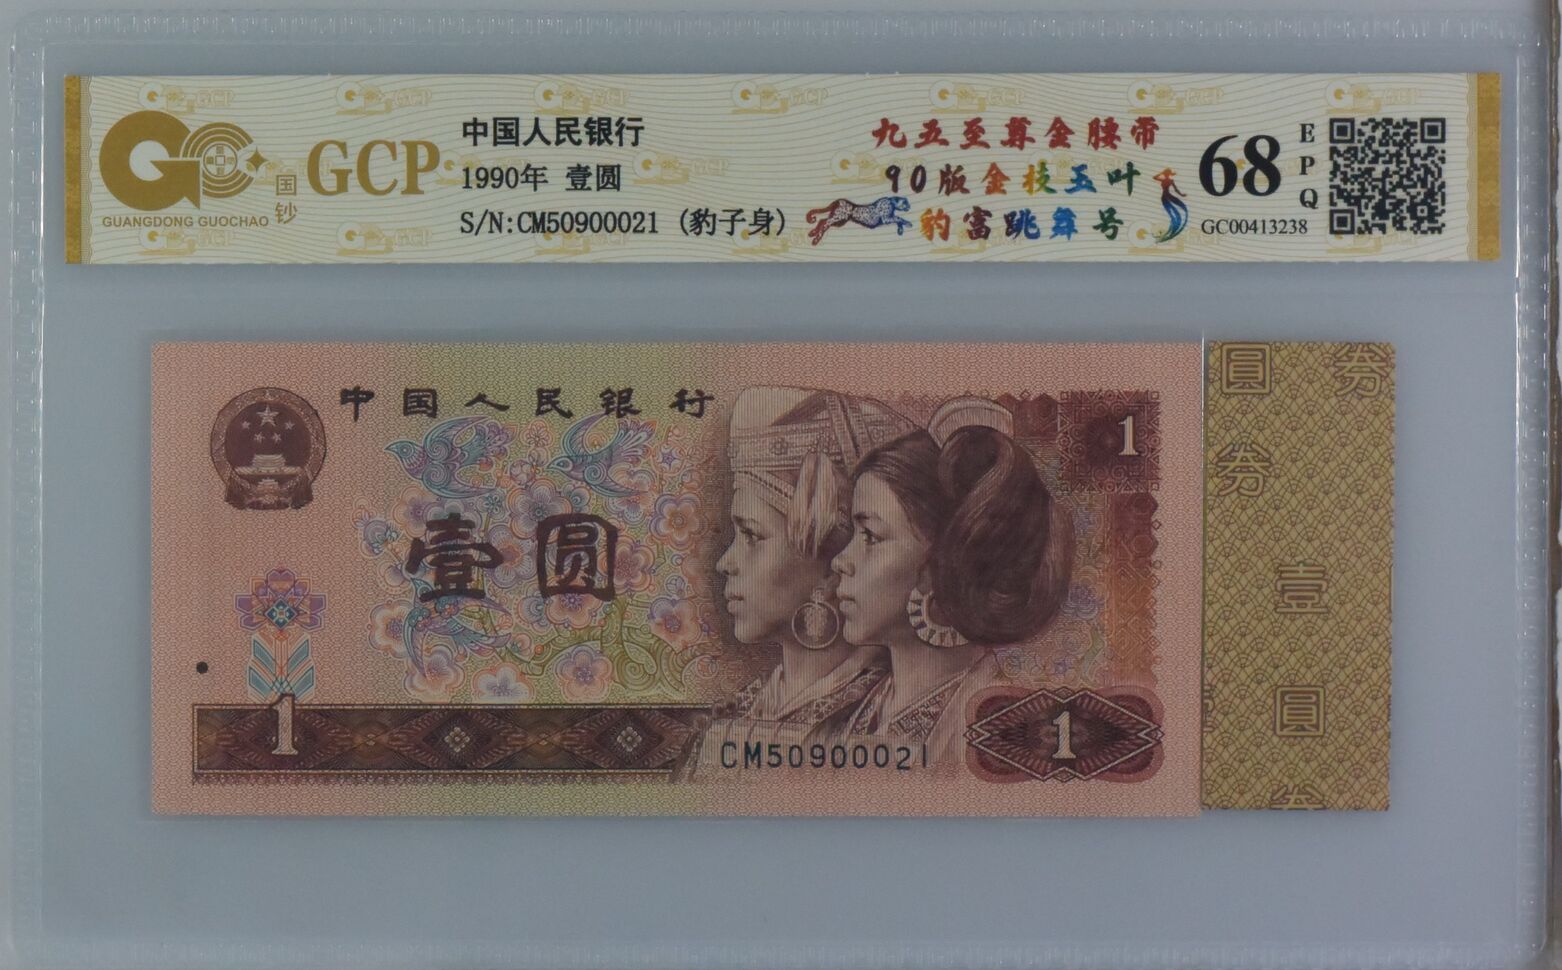 GCP
国钞
GUANGDONG GUOCHAO
中国人民银行
1990年 壹圆
S/N:CM50900021 (豹子身)
九五至尊金腰带
90版金枝玉叶
豹富跳舞号
68
EPQ
GC00413238
中国人民银行
壹圆
1
1
1
CM50900021
圆 券
券
壹
圆
券